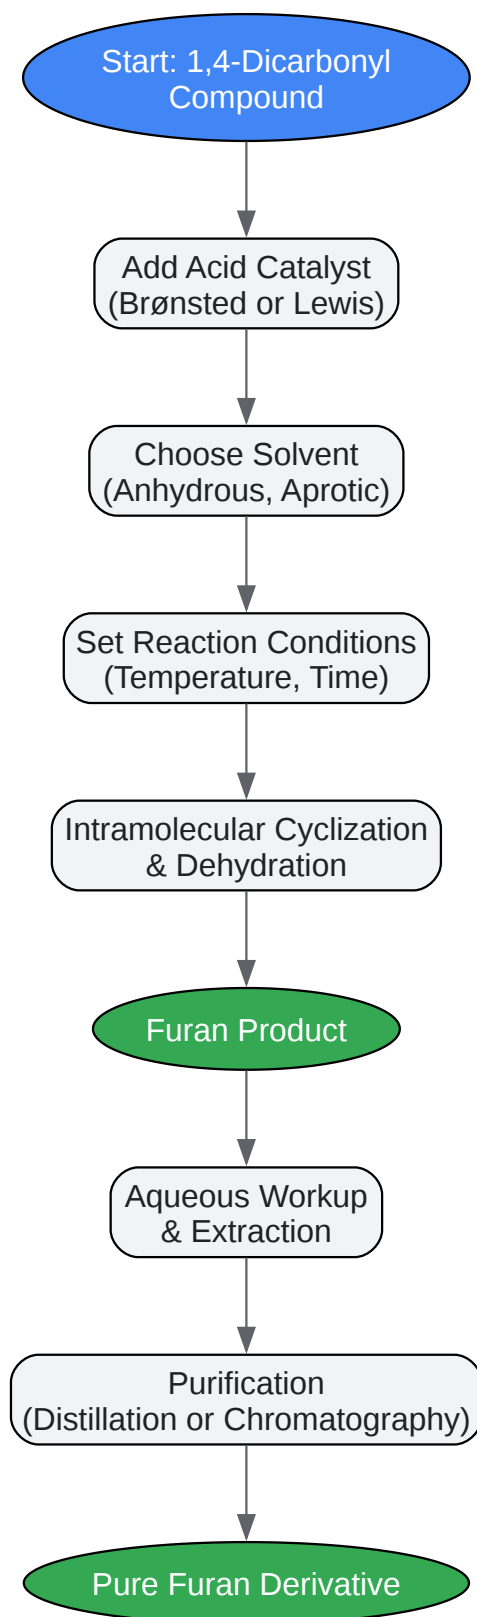 Start: 1,4-Dicarbonyl
Compound
Add Acid Catalyst
(Brønsted or Lewis)
Choose Solvent
(Anhydrous, Aprotic)
Set Reaction Conditions
(Temperature, Time)
Intramolecular Cyclization
& Dehydration
Furan Product
Aqueous Workup
& Extraction
Purification
(Distillation or Chromatography)
Pure Furan Derivative